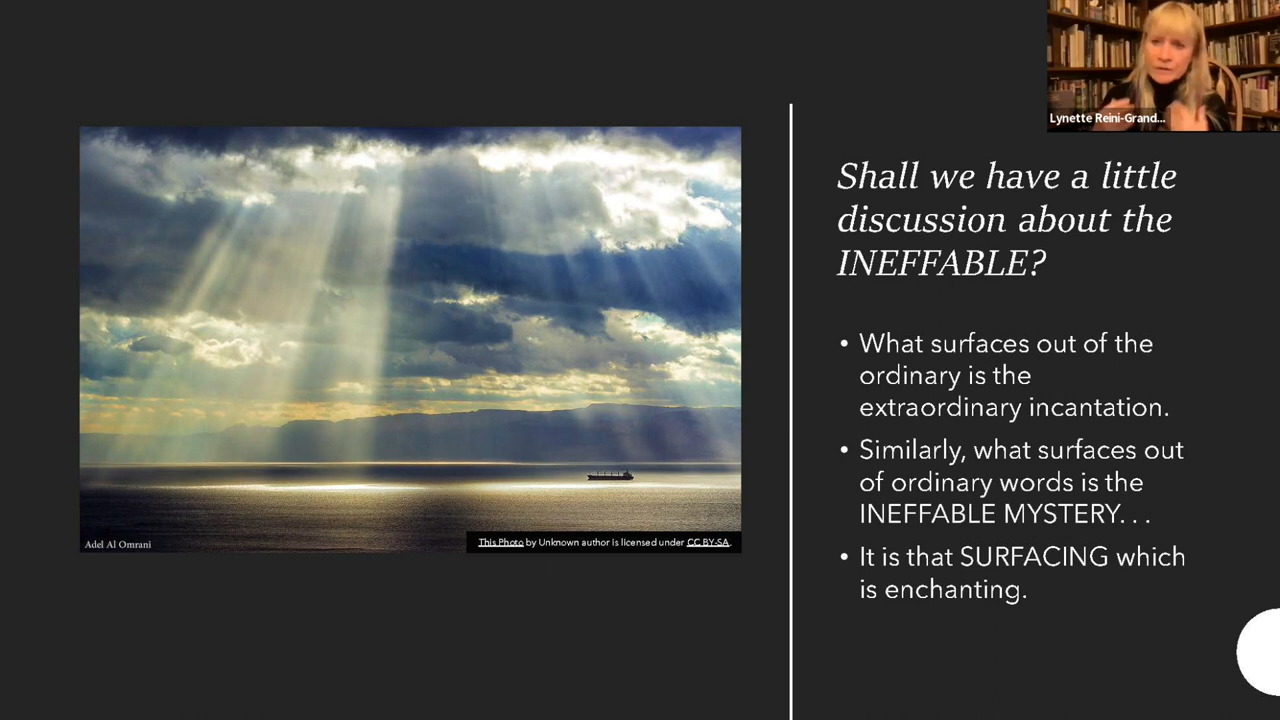 Lynette Reini-Grand...
Shall we have a little
discussion about the
INEFFABLE?
• What surfaces out of the
ordinary is the
extraordinary incantation.
• Similarly, what surfaces out
of ordinary words is the
INEFFABLE MYSTERY. . .
• It is that SURFACING which
is enchanting.
Adel Al Omrani
This Photo by Unknown author is licensed under CC BY-SA.